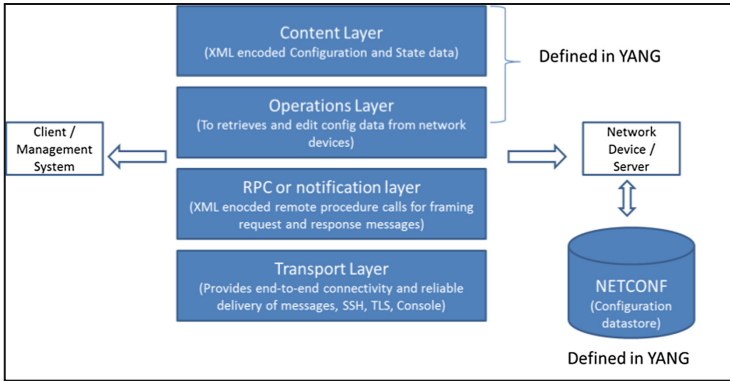 Content Layer
(XML encoded Configuration and State data)
Defined in YANG
Operations Layer
(To retrieves and edit config data from network
devices)
Client /
Management
System
Network
Device /
Server
RPC or notification layer
(XML enocded remote procedure calls for framing
request and response messages)
Transport Layer
(Provides end-to-end connectivity and reliable
delivery of messages, SSH, TLS, Console)
NETCONF
(Configuration
datastore)
Defined in YANG